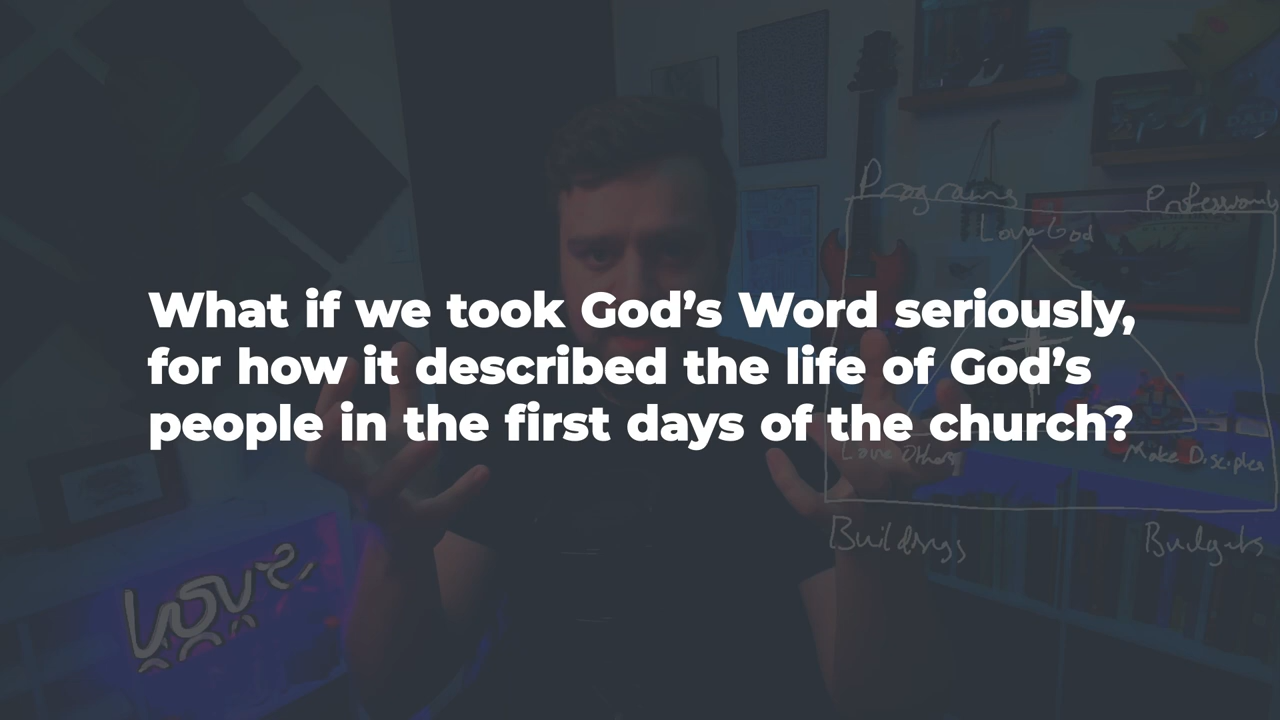 Programs Professionals
Love God
What if we took God’s Word seriously,
for how it described the life of God’s
people in the first days of the church?
Love Others Make Disciples
Buildings Budgets
Love